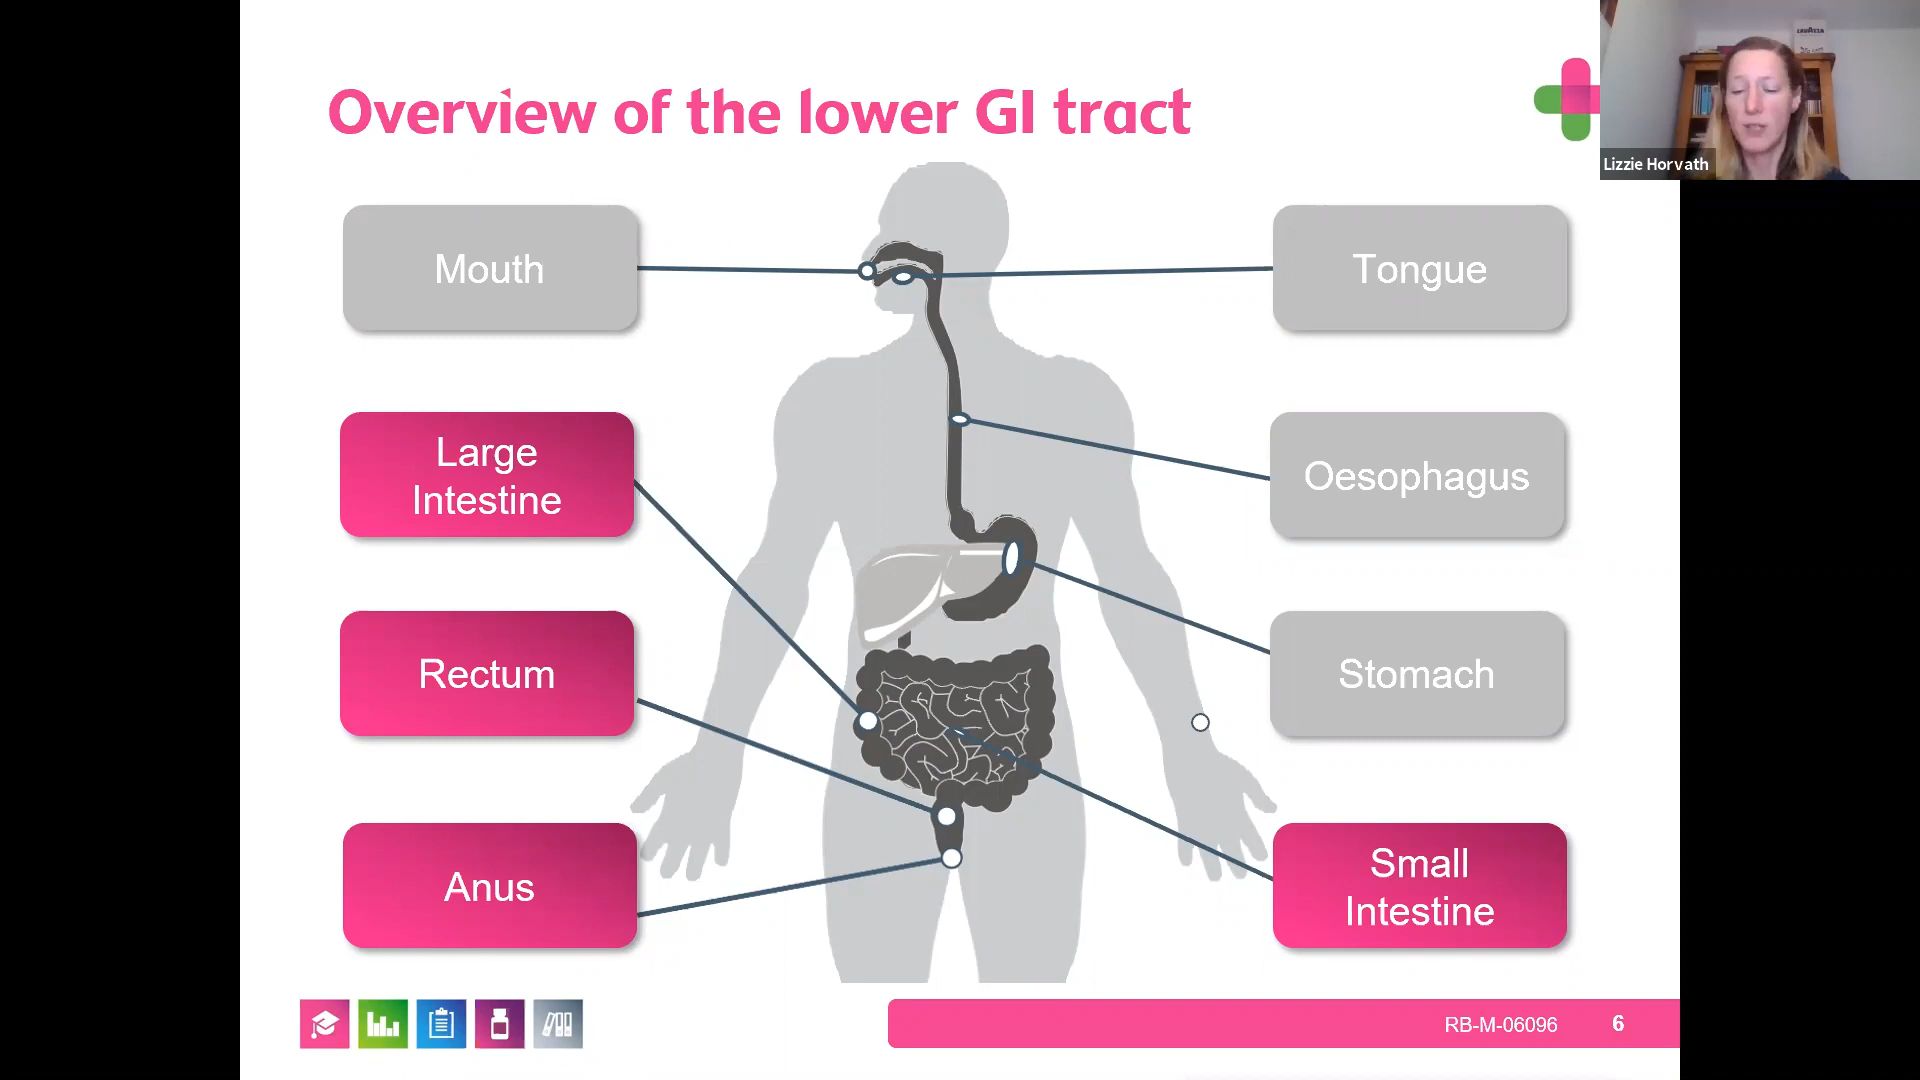 Overview of the lower GI tract
LAVAZZA
Lizzie Horvath
Mouth
Tongue
Large
Intestine
Oesophagus
Rectum
Stomach
Anus
Small
Intestine
RB-M-06096
6